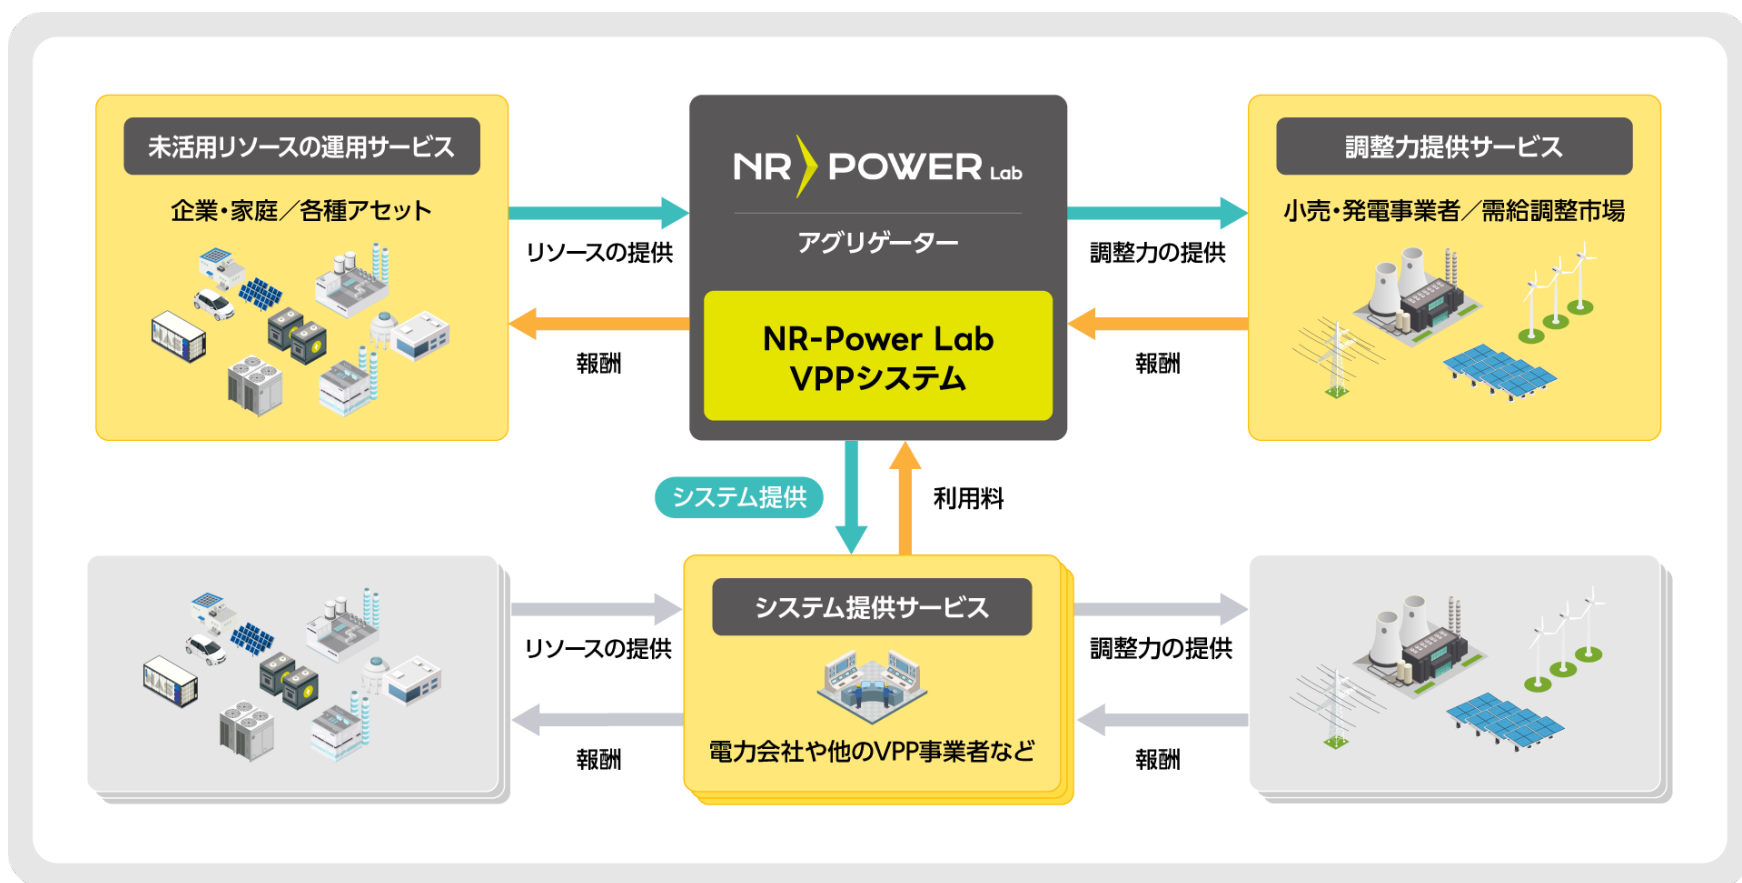 未活用リソースの運用サービス
企業・家庭／各種アセット
リソースの提供
報酬
NR POWER Lab
アグリゲーター
NR-Power Lab
VPPシステム
調整力の提供
報酬
調整力提供サービス
小売・発電事業者／需給調整市場
システム提供
利用料
リソースの提供
報酬
システム提供サービス
電力会社や他のVPP事業者など
調整力の提供
報酬